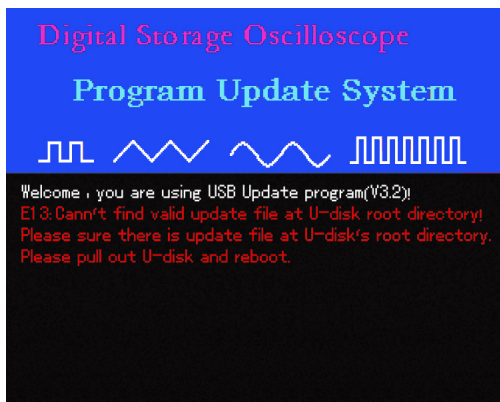 Digital Storage Oscilloscope
Program Update System
Welcome , you are using USB Update program(V3.2)!
E13:Cann't find valid update file at U-disk root directory!
Please sure there is update file at U-disk's root directory.
Please pull out U-disk and reboot.